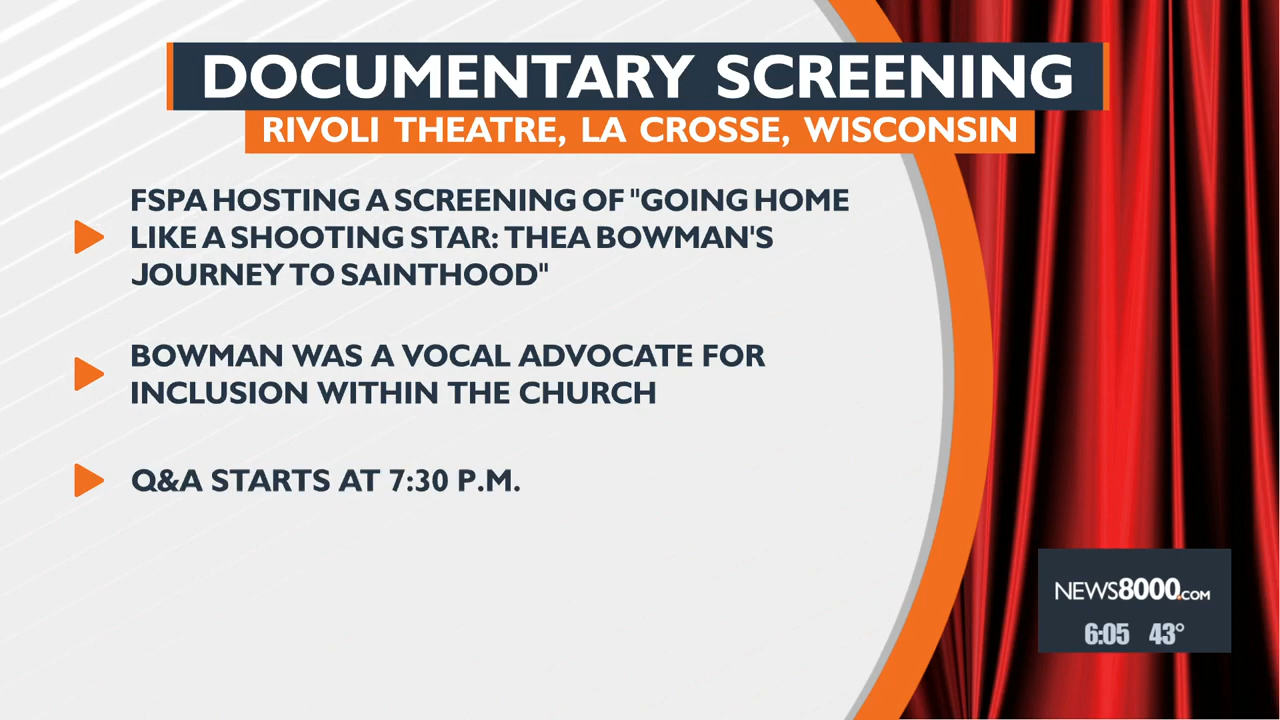 DOCUMENTARY SCREENING
RIVOLI THEATRE, LA CROSSE, WISCONSIN
FSPA HOSTING A SCREENING OF "GOING HOME
LIKE A SHOOTING STAR: THEA BOWMAN'S
JOURNEY TO SAINTHOOD"
BOWMAN WAS A VOCAL ADVOCATE FOR
INCLUSION WITHIN THE CHURCH
Q&A STARTS AT 7:30 P.M.
NEWS8000.COM
6:05 43°